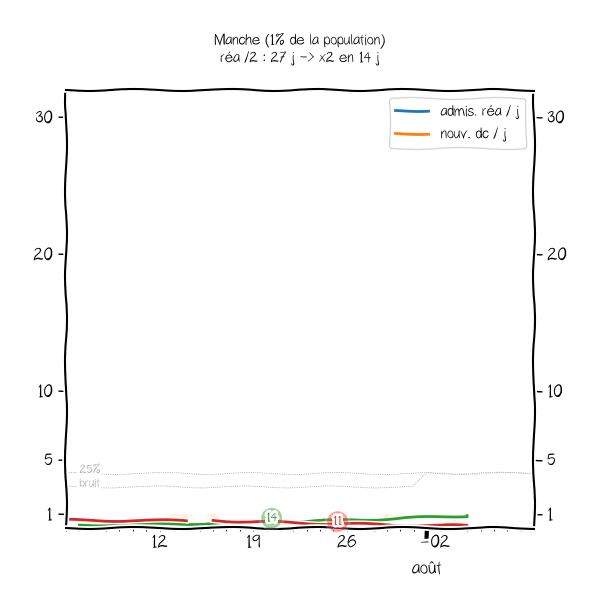 Manche (1% de la population)
réa /2 : 27 j -> x2 en 14 j
admis. réa / j
nouv. dc / j
30
30
20
20
10
10
5
5
25%
bruit
14
11
1
1
12
19
26
02
août